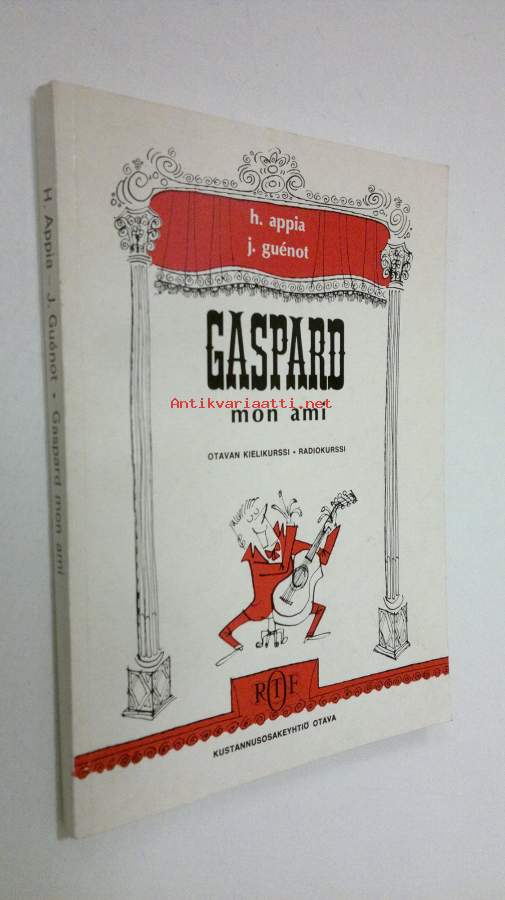 h. appia
j. guénot
GASPARD
Antikvariaatti.net
mon ami
OTAVAN KIELIKURSSI • RADIOKURSSI
RTF
KUSTANNUSOSAKEYHTIÖ OTAVA
H. Appia - J. Guénot • Gaspard mon ami